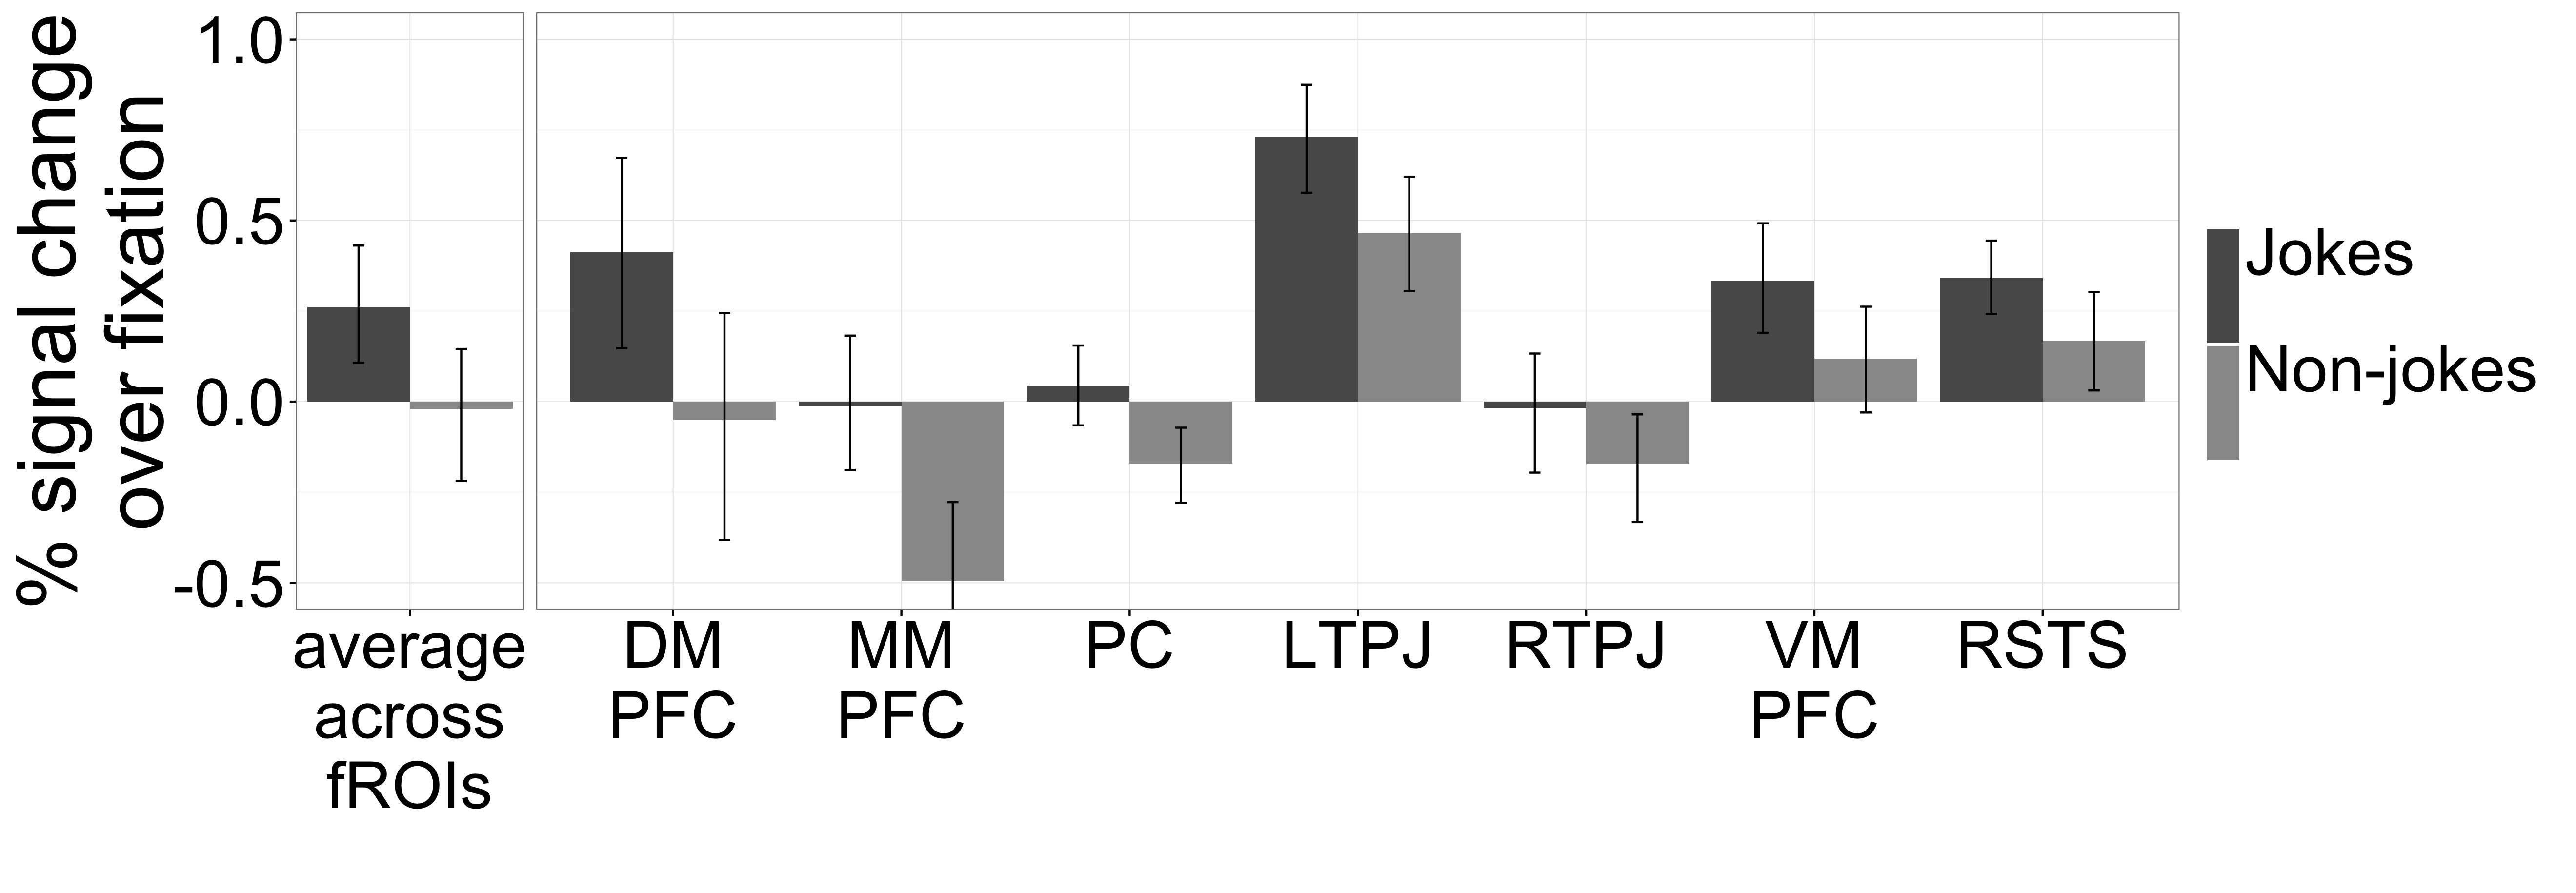 % signal change
over fixation
1.0
0.5
0.0
-0.5
average
across
fROIs
DM
PFC
MM
PFC
PC
LTPJ
RTPJ
VM
PFC
RSTS
Jokes
Non-jokes